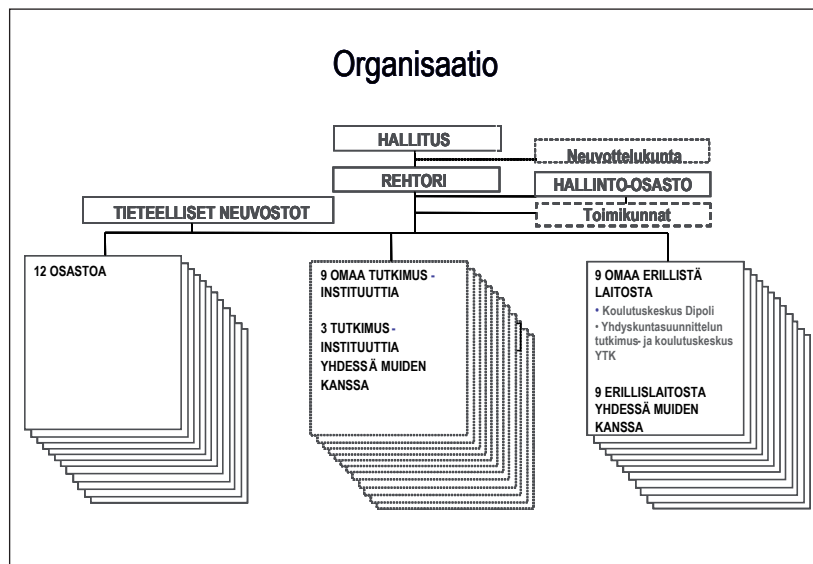 Organisaatio
HALLITUS
Neuvottelukunta
REHTORI
HALLINTO-OSASTO
TIETEELLISET NEUVOSTOT
Toimikunnat
12 OSASTOA
9 OMAA TUTKIMUS -
INSTITUUTTIA
3 TUTKIMUS -
INSTITUUTTIA
YHDESSÄ MUIDEN
KANSSA
9 OMAA ERILLISTÄ
LAITOSTA
• Koulutuskeskus Dipoli
• Yhdyskuntasuunnittelun
tutkimus- ja koulutuskeskus
YTK
9 ERILLISLAITOSTA
YHDESSÄ MUIDEN
KANSSA